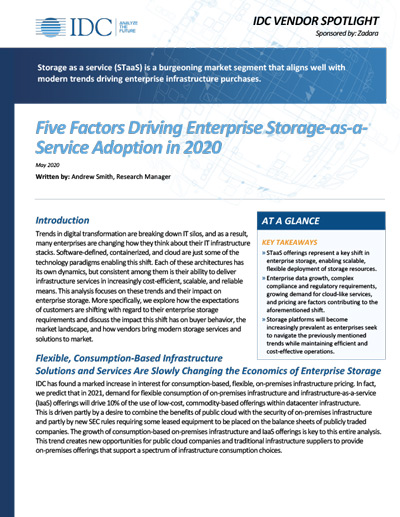 IDC
ANALYZE
THE
FUTURE
IDC VENDOR SPOTLIGHT
Sponsored by: Zadara
Storage as a service (STaaS) is a burgeoning market segment that aligns well with
modern trends driving enterprise infrastructure purchases.
Five Factors Driving Enterprise Storage-as-a-
Service Adoption in 2020
May 2020
Written by: Andrew Smith, Research Manager
Introduction
Trends in digital transformation are breaking down IT silos, and as a result,
many enterprises are changing how they think about their IT infrastructure
stacks. Software-defined, containerized, and cloud are just some of the
technology paradigms enabling this shift. Each of these architectures has
its own dynamics, but consistent among them is their ability to deliver
infrastructure services in increasingly cost-efficient, scalable, and reliable
means. This analysis focuses on these trends and their impact on
enterprise storage. More specifically, we explore how the expectations
of customers are shifting with regard to their enterprise storage
requirements and discuss the impact this shift has on buyer behavior, the
market landscape, and how vendors bring modern storage services and
solutions to market.
AT A GLANCE
KEY TAKEAWAYS
» STaaS offerings represent a key shift in
enterprise storage, enabling scalable,
flexible deployment of storage resources.
» Enterprise data growth, complex
compliance and regulatory requirements,
growing demand for cloud-like services,
and pricing are factors contributing to the
aforementioned shift.
» Storage platforms will become
increasingly prevalent as enterprises seek
to navigate the previously mentioned
trends while maintaining efficient and
cost-effective operations.
Flexible, Consumption-Based Infrastructure
Solutions and Services Are Slowly Changing the Economics of Enterprise Storage
IDC has found a marked increase in interest for consumption-based, flexible, on-premises infrastructure pricing. In fact,
we predict that in 2021, demand for flexible consumption of on-premises infrastructure and infrastructure-as-a-service
(IaaS) offerings will drive 10% of the use of low-cost, commodity-based offerings within datacenter infrastructure.
This is driven partly by a desire to combine the benefits of public cloud with the security of on-premises infrastructure
and partly by new SEC rules requiring some leased equipment to be placed on the balance sheets of publicly traded
companies. The growth of consumption-based on-premises infrastructure and IaaS offerings is key to this entire analysis.
This trend creates new opportunities for public cloud companies and traditional infrastructure suppliers to provide
on-premises offerings that support a spectrum of infrastructure consumption choices.